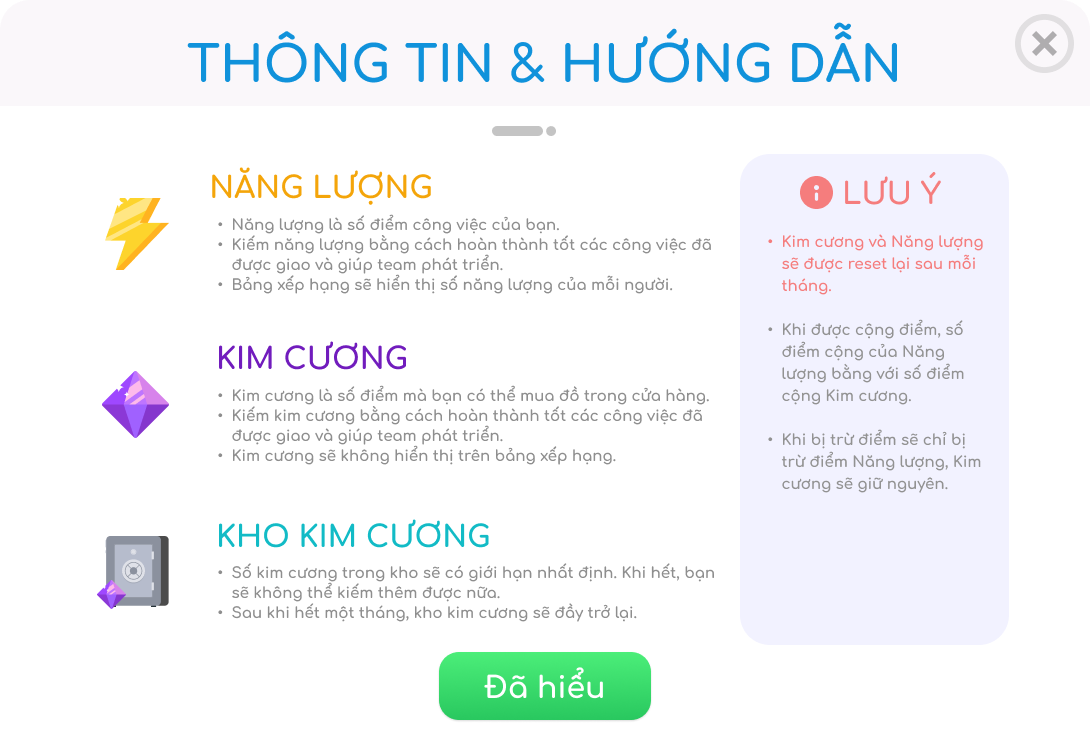 THÔNG TIN & HƯỚNG DẪN
NĂNG LƯỢNG
• Năng lượng là số điểm công việc của bạn.
• Kiếm năng lượng bằng cách hoàn thành tốt các công việc đã
được giao và giúp team phát triển.
• Bảng xếp hạng sẽ hiển thị số năng lượng của mỗi người.
KIM CƯƠNG
• Kim cương là số điểm mà bạn có thể mua đồ trong cửa hàng.
• Kiếm kim cương bằng cách hoàn thành tốt các công việc đã
được giao và giúp team phát triển.
• Kim cương sẽ không hiển thị trên bảng xếp hạng.
KHO KIM CƯƠNG
• Số kim cương trong kho sẽ có giới hạn nhất định. Khi hết, bạn
sẽ không thể kiếm thêm được nữa.
• Sau khi hết một tháng, kho kim cương sẽ đầy trở lại.
LƯU Ý
• Kim cương và Năng lượng
sẽ được reset lại sau mỗi
tháng.
• Khi được cộng điểm, số
điểm cộng của Năng
lượng bằng với số điểm
cộng Kim cương.
• Khi bị trừ điểm sẽ chỉ bị
trừ điểm Năng lượng, Kim
cương sẽ giữ nguyên.
Đã hiểu